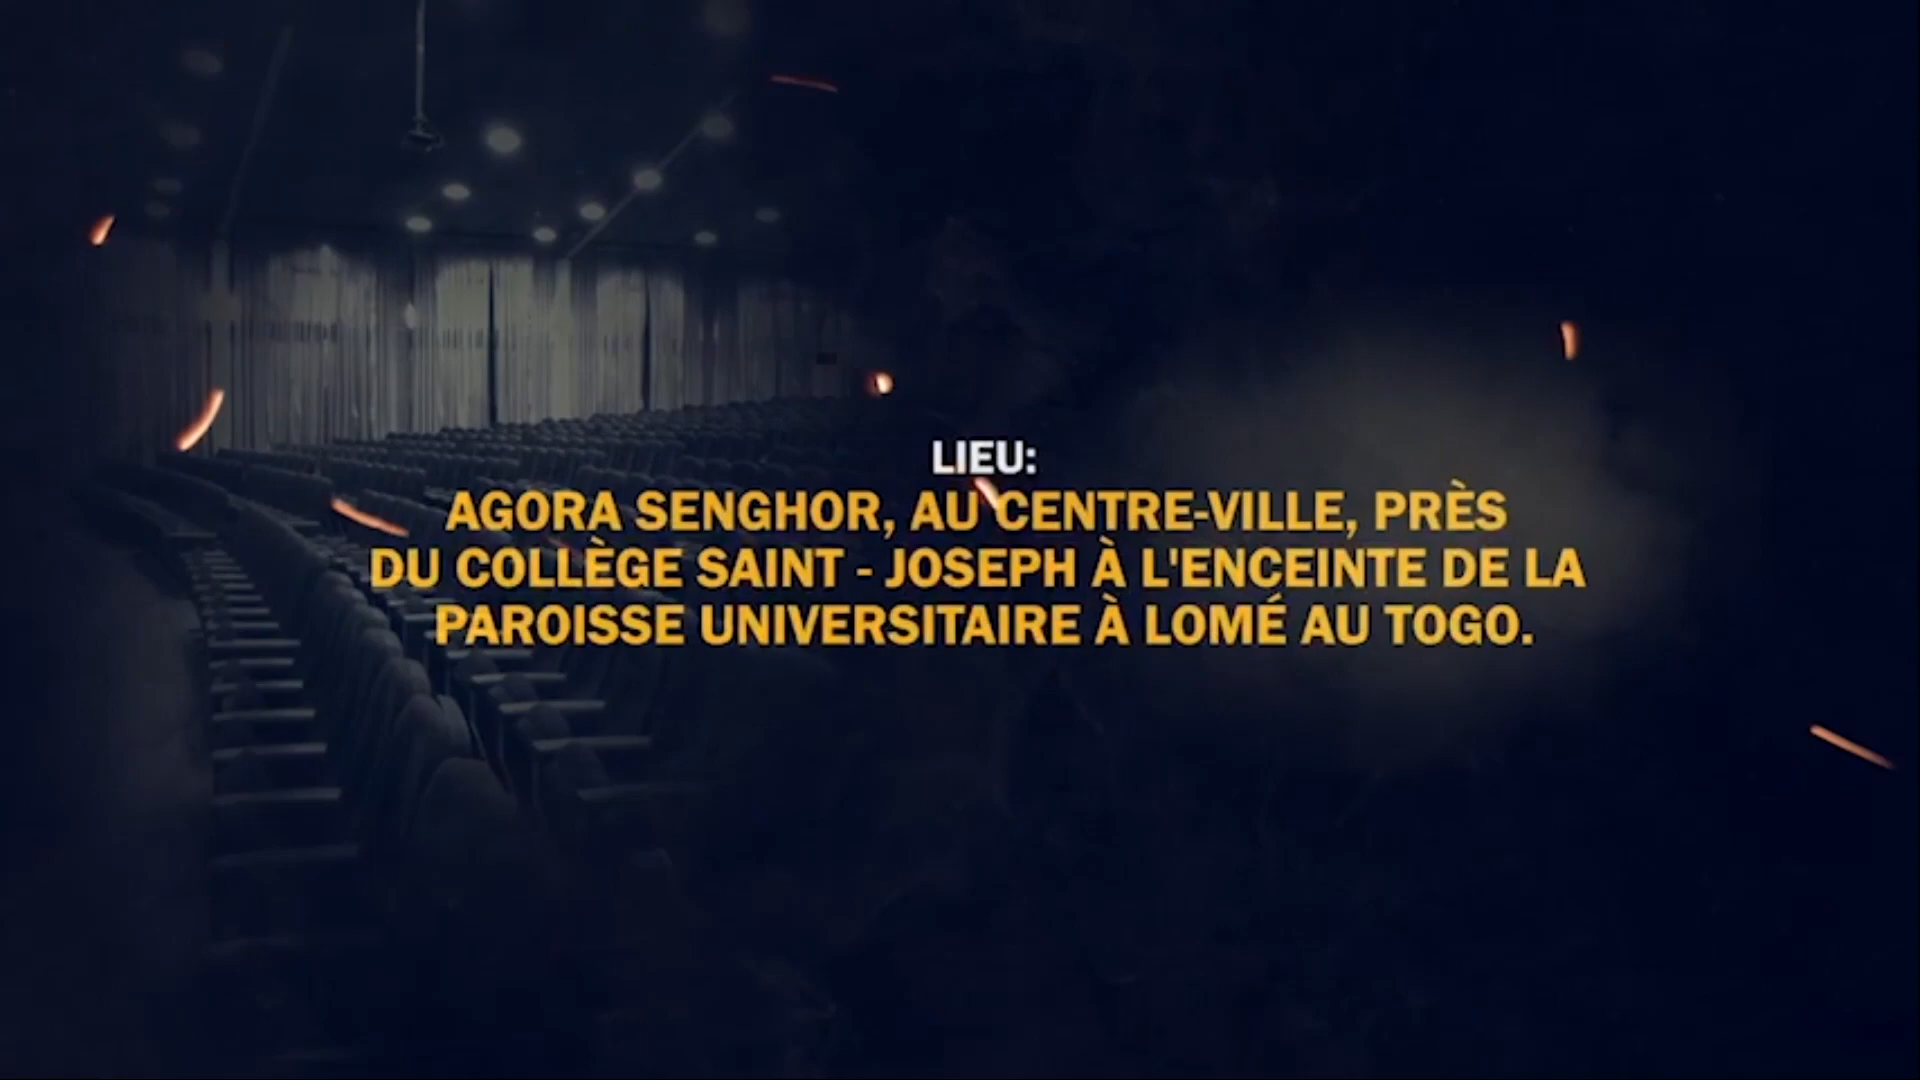 LIEU:
AGORA SENGHOR, AU CENTRE-VILLE, PRÈS
DU COLLÈGE SAINT - JOSEPH À L'ENCEINTE DE LA
PAROISSE UNIVERSITAIRE À LOMÉ AU TOGO.